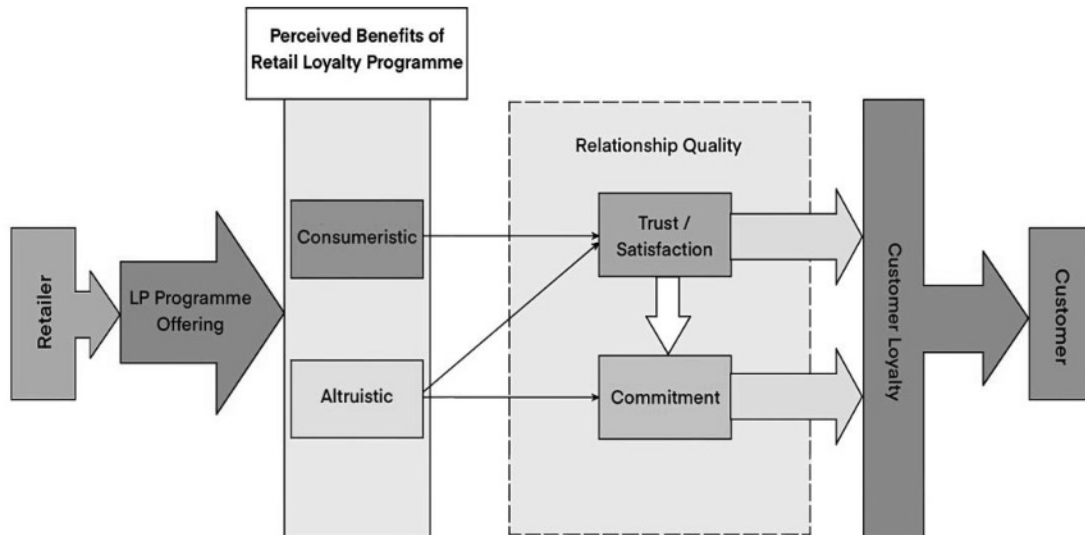 Perceived Benefits of
Retail Loyalty Programme
Relationship Quality
Consumeristic
Trust /
Satisfaction
Retailer
LP Programme
Offering
Customer Loyalty
Customer
Altruistic
Commitment